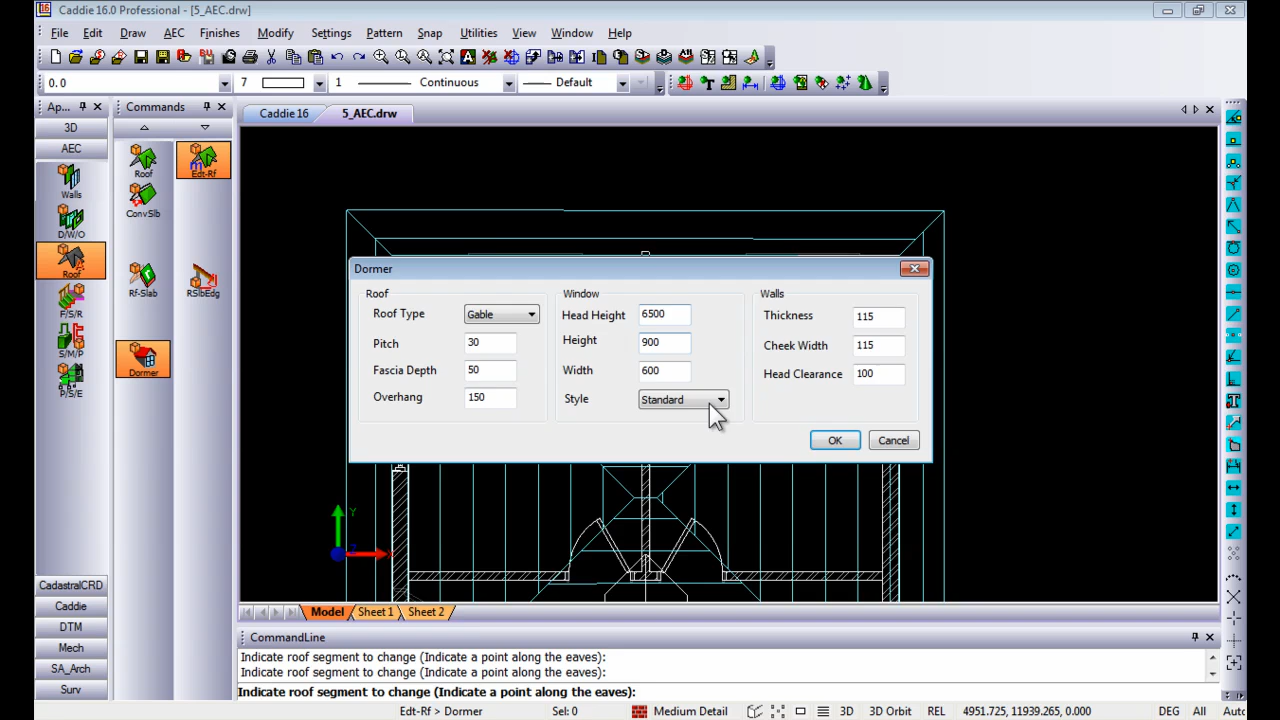 16 Caddie 16.0 Professional - [5_AEC.drw]
File Edit Draw AEC Finishes Modify Settings Pattern Snap Utilities View Window Help
0.0 7 1 Continuous Default
Ap... Commands Caddie 16 5_AEC.drw
3D
AEC
Walls
D/W/O
Roof
F/S/R
S/M/P
P/S/E
CadastralCRD
Caddie
DTM
Mech
SA_Arch
Surv
Roof Edt-Rf
ConvSlb
Rf-Slab RSlbEdg
Dormer
Y
Z
Dormer
Roof
Roof Type Gable
Pitch 30
Fascia Depth 50
Overhang 150
Window
Head Height 6500
Height 900
Width 600
Style Standard
Walls
Thickness 115
Cheek Width 115
Head Clearance 100
OK Cancel
Model Sheet 1 Sheet 2
CommandLine
Indicate roof segment to change (Indicate a point along the eaves):
Indicate roof segment to change (Indicate a point along the eaves):
Indicate roof segment to change (Indicate a point along the eaves):
Edt-Rf > Dormer Sel: 0 Medium Detail 3D 3D Orbit REL 4951.725, 11939.265, 0.000 DEG All Auto